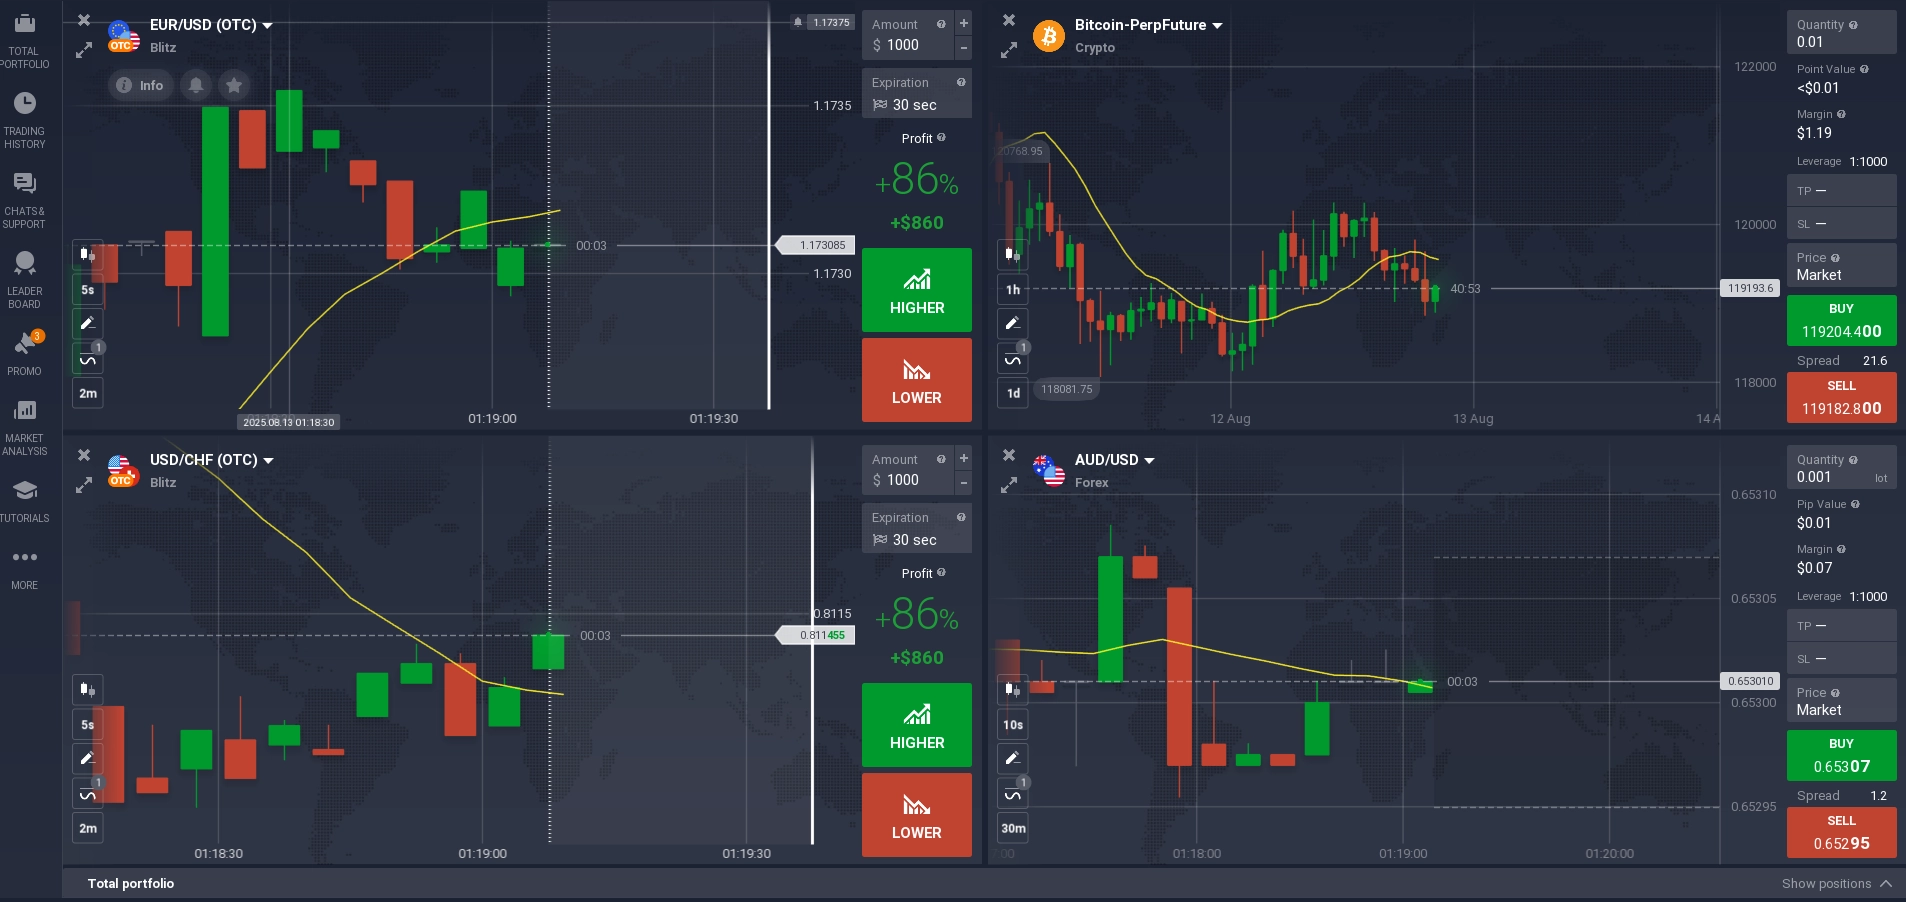 TOTAL
PORTFOLIO
TRADING
HISTORY
CHATS &
SUPPORT
LEADER
BOARD
3
PROMO
MARKET
ANALYSIS
TUTORIALS
MORE
EUR/USD (OTC)
OTC
Blitz
Info
1.17375
1.1735
00:03
1.173085
1.1730
5s
1
2m
2025.08.13 01:18:30
01:19:00
01:19:30
Amount
$ 1000
+
-
Expiration
30 sec
Profit
+86%
+$860
HIGHER
LOWER
Bitcoin-PerpFuture
Crypto
122000
20768.95
120000
1h
40:53
119193.6
1
118081.75
1d
118000
12 Aug
13 Aug
14 A
Quantity
0.01
Point Value
<$0.01
Margin
$1.19
Leverage 1:1000
TP —
SL —
Price
Market
BUY
119204.400
Spread 21.6
SELL
119182.800
USD/CHF (OTC)
OTC
Blitz
0.8115
00:03
0.811455
5s
1
2m
01:18:30
01:19:00
01:19:30
Amount
$ 1000
+
-
Expiration
30 sec
Profit
+86%
+$860
HIGHER
LOWER
AUD/USD
Forex
0.65310
0.65305
00:03
0.653010
0.65300
10s
1
0.65295
30m
7:00
01:18:00
01:19:00
01:20:00
Quantity
0.001 lot
Pip Value
$0.01
Margin
$0.07
Leverage 1:1000
TP —
SL —
Price
Market
BUY
0.65307
Spread 1.2
SELL
0.65295
Total portfolio
Show positions